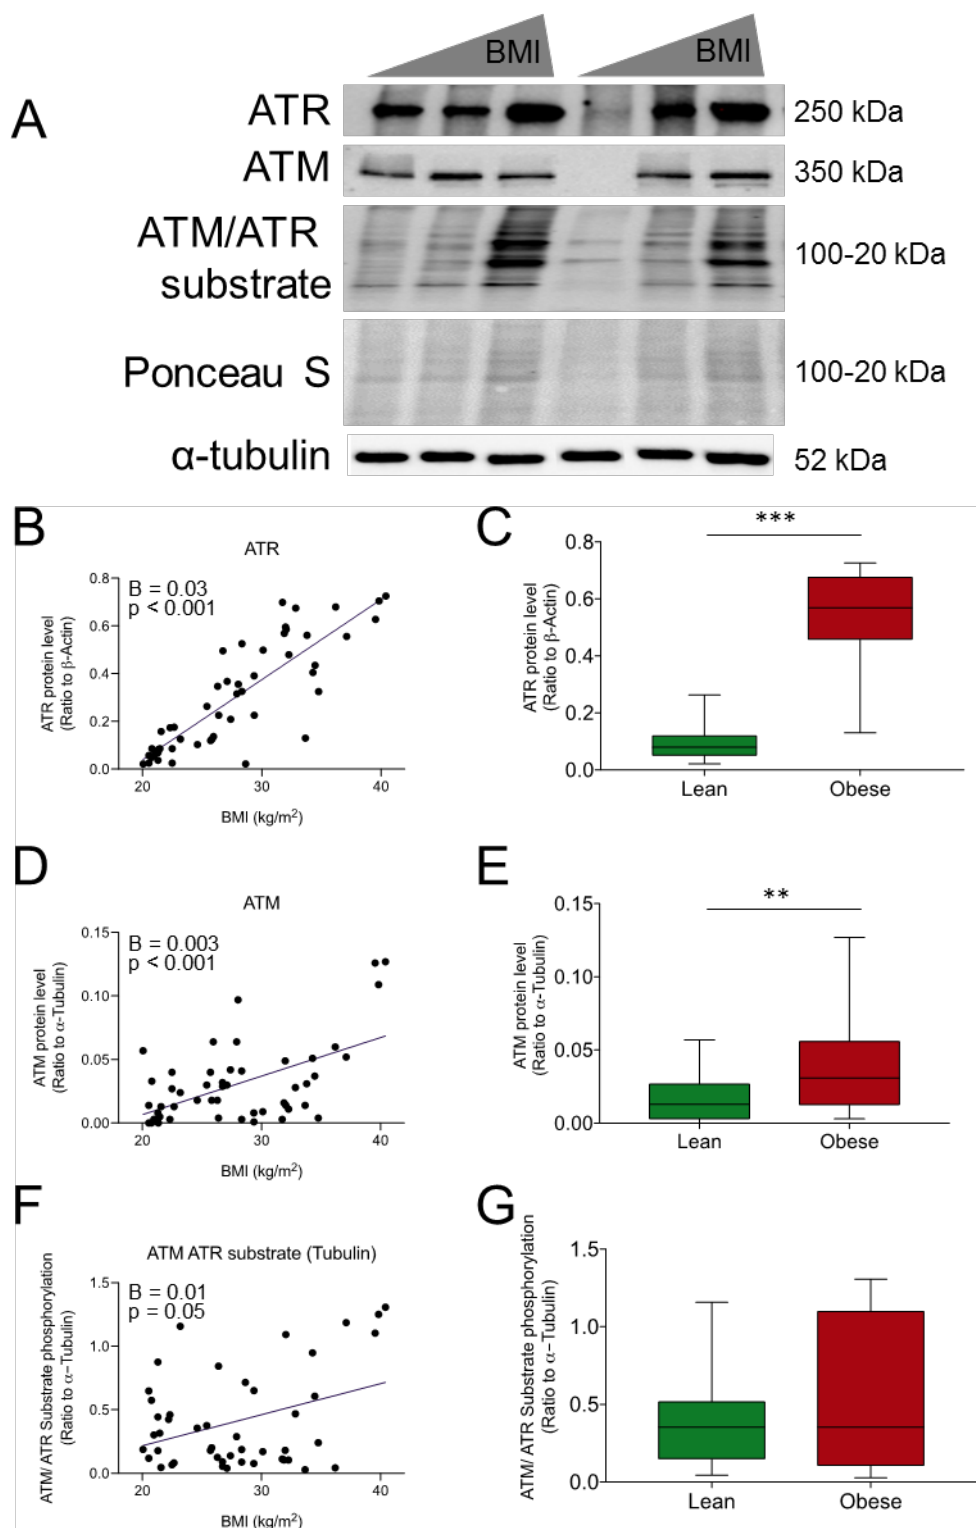 BMI
BMI
A
ATR
250 kDa
ATM
350 kDa
ATM/ATR
substrate
100-20 kDa
Ponceau S
100-20 kDa
α-tubulin
52 kDa
B
ATR
B = 0.03
p < 0.001
0.8
0.6
0.4
0.2
0.0
20
30
40
ATR protein level
(Ratio to β-Actin)
BMI (kg/m²)
C
***
0.8
0.6
0.4
0.2
0.0
ATR protein level
(Ratio to β-Actin)
Lean
Obese
D
ATM
B = 0.003
p < 0.001
0.15
0.10
0.05
0.00
20
30
40
ATM protein level
(Ratio to α-Tubulin)
BMI (kg/m²)
E
**
0.15
0.10
0.05
0.00
ATM protein level
(Ratio to α-Tubulin)
Lean
Obese
F
ATM ATR substrate (Tubulin)
B = 0.01
p = 0.05
1.5
1.0
0.5
0.0
20
30
40
ATM/ ATR Substrate phosphorylation
(Ratio to α−Tubulin)
BMI (kg/m²)
G
1.5
1.0
0.5
0.0
ATM/ ATR Substrate phosphorylation
(Ratio to α−Tubulin)
Lean
Obese